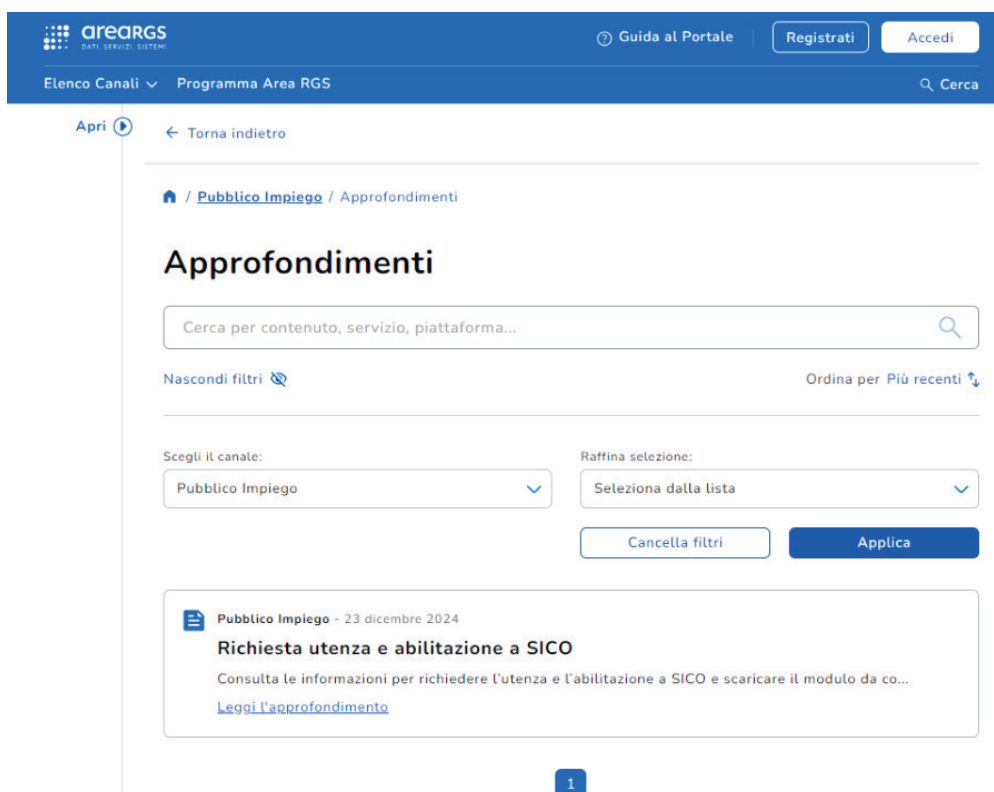 areaRGS
DATI, SERVIZI, SISTEMI
Guida al Portale
Registrati
Accedi
Elenco Canali
Programma Area RGS
Cerca
Apri
Torna indietro
/ Pubblico Impiego / Approfondimenti
Approfondimenti
Cerca per contenuto, servizio, piattaforma...
Nascondi filtri
Ordina per Più recenti
Scegli il canale:
Raffina selezione:
Pubblico Impiego
Seleziona dalla lista
Cancella filtri
Applica
Pubblico Impiego - 23 dicembre 2024
Richiesta utenza e abilitazione a SICO
Consulta le informazioni per richiedere l'utenza e l'abilitazione a SICO e scaricare il modulo da co...
Leggi l'approfondimento
1